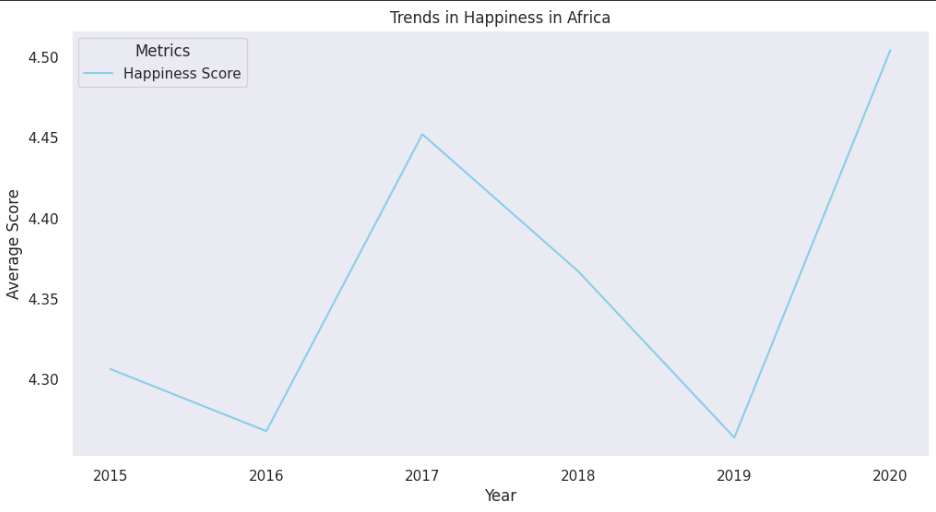 Trends in Happiness in Africa
Metrics
Happiness Score
4.50
4.45
4.40
4.35
4.30
Average Score
2015 2016 2017 2018 2019 2020
Year